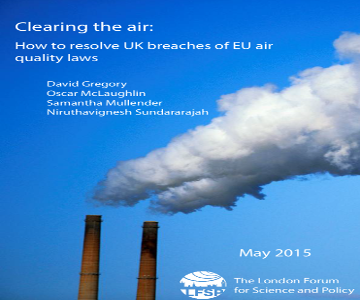 Clearing the air:
How to resolve UK breaches of EU air
quality laws
David Gregory
Oscar McLaughlin
Samantha Mullender
Niruthavignesh Sundararajah
May 2015
LFSP
The London Forum
for Science and Policy